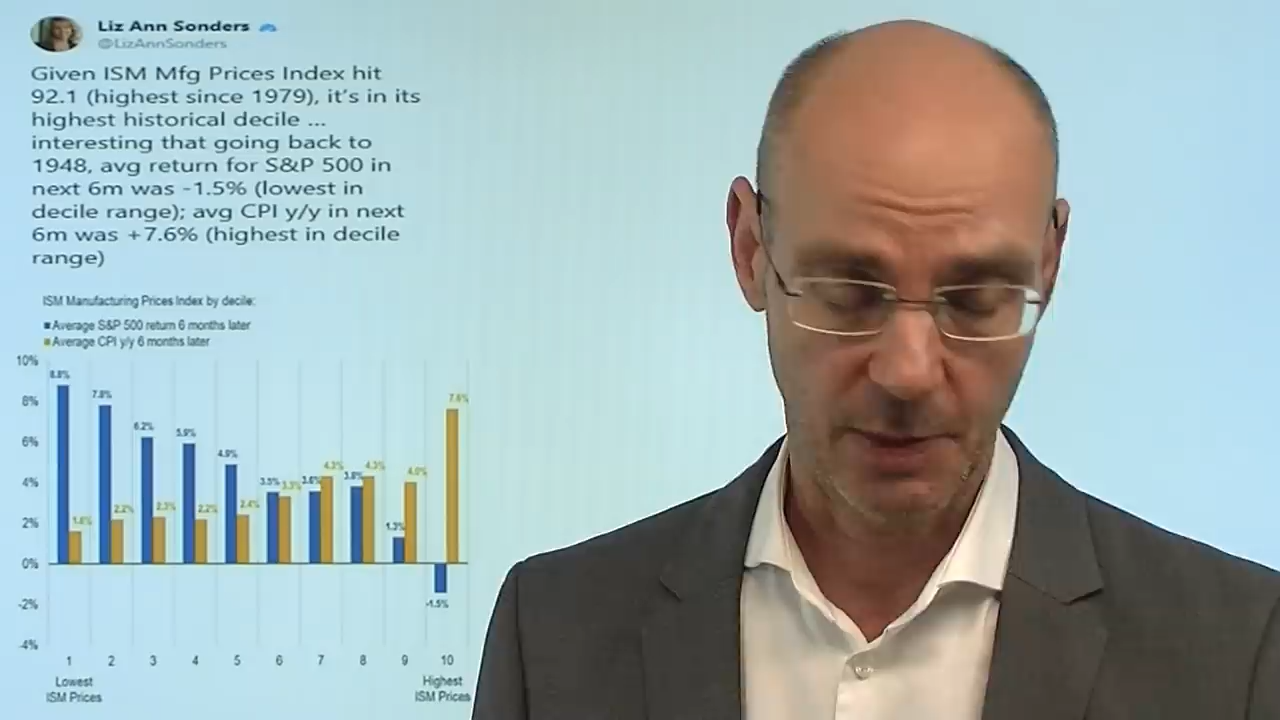 Liz Ann Sonders
@LizAnnSonders
Given ISM Mfg Prices Index hit
92.1 (highest since 1979), it's in its
highest historical decile ...
interesting that going back to
1948, avg return for S&P 500 in
next 6m was -1.5% (lowest in
decile range); avg CPI y/y in next
6m was +7.6% (highest in decile
range)
ISM Manufacturing Prices Index by decile:
Average S&P 500 return 6 months later
Average CPI y/y 6 months later
10%
8%
6%
4%
2%
0%
-2%
-4%
8.8%
1.6%
7.8%
2.2%
6.2%
2.3%
5.9%
2.2%
4.9%
2.4%
3.5%
3.3%
3.6%
4.3%
3.8%
4.3%
1.3%
4.0%
-1.5%
7.6%
1 2 3 4 5 6 7 8 9 10
Lowest
ISM Prices
Highest
ISM Prices